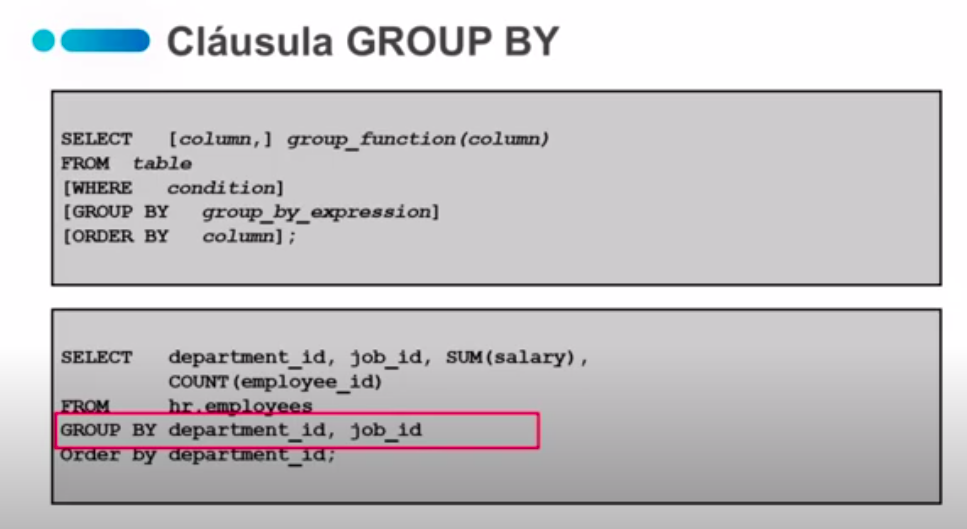 Cláusula GROUP BY
SELECT [column,] group_function(column)
FROM table
[WHERE condition]
[GROUP BY group_by_expression]
[ORDER BY column];
SELECT department_id, job_id, SUM(salary),
COUNT(employee_id)
FROM hr.employees
GROUP BY department_id, job_id
Order by department_id;